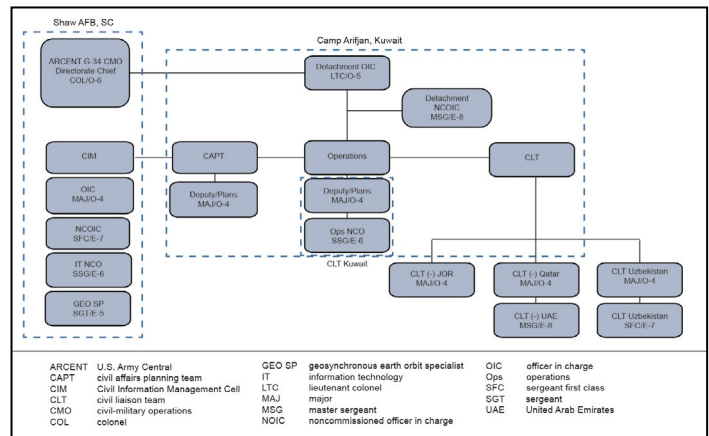 Shaw AFB, SC
Camp Arifjan, Kuwait
ARCENT G-34 CMO
Directorate Chief
COL/O-6
Detachment OIC
LTC/O-5
Detachment
NCOIC
MSG/E-8
CIM
CAPT
Operations
CLT
OIC
MAJ/O-4
Deputy/Plans
MAJ/O-4
Deputy/Plans
MAJ/O-4
NCOIC
SFC/E-7
Ops NCO
SSG/E-6
IT NCO
SSG/E-6
CLT Kuwait
CLT (-) JOR
MAJ/O-4
CLT (-) Qatar
MAJ/O-4
CLT Uzbekistan
MAJ/O-4
GEO SP
SGT/E-5
CLT (-) UAE
MSG/E-8
CLT Uzbekistan
SFC/E-7
ARCENT U.S. Army Central
CAPT civil affairs planning team
CIM Civil Information Management Cell
CLT civil liaison team
CMO civil-military operations
COL colonel
GEO SP geosynchronous earth orbit specialist
IT information technology
LTC lieutenant colonel
MAJ major
MSG master sergeant
NOIC noncommissioned officer in charge
OIC officer in charge
Ops operations
SFC sergeant first class
SGT sergeant
UAE United Arab Emirates